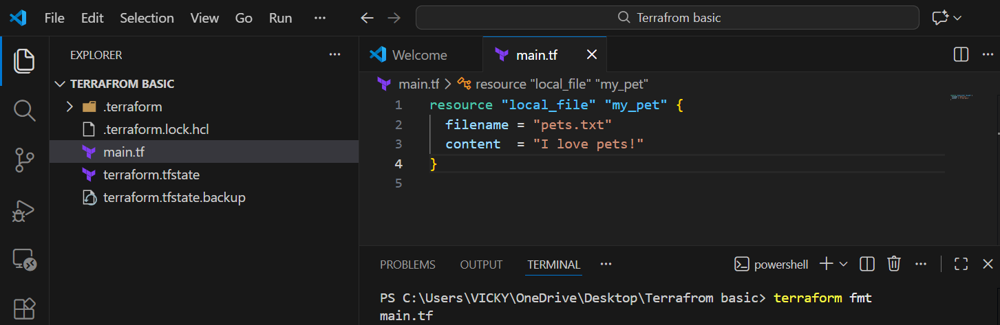 File Edit Selection View Go Run ··· Terrafrom basic
EXPLORER ···
TERRAFROM BASIC
.terraform
.terraform.lock.hcl
main.tf
terraform.tfstate
terraform.tfstate.backup
Welcome main.tf ···
main.tf > resource "local_file" "my_pet"
1 resource "local_file" "my_pet" {
2 filename = "pets.txt"
3 content  = "I love pets!"
4 }
5
PROBLEMS OUTPUT TERMINAL ··· powershell ···
PS C:\Users\VICKY\OneDrive\Desktop\Terrafrom basic> terraform fmt
main.tf